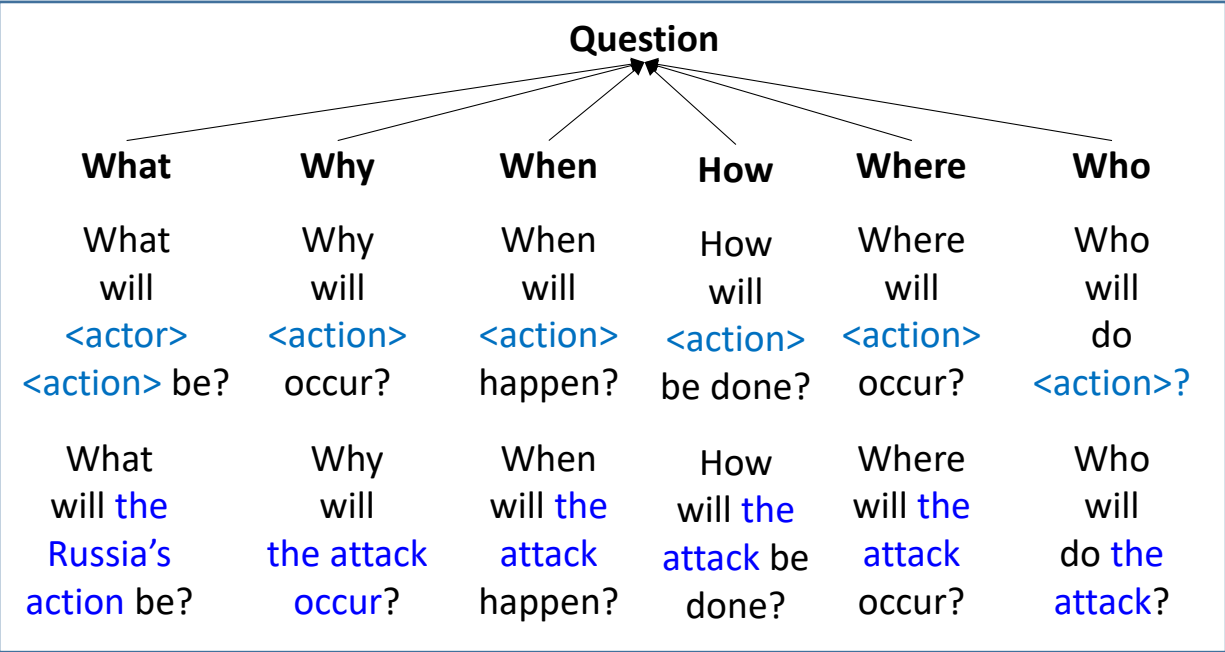 Question
What
Why
When
How
Where
Who
What
will
<actor>
<action> be?
Why
will
<action>
occur?
When
will
<action>
happen?
How
will
<action>
be done?
Where
will
<action>
occur?
Who
will
do
<action>?
What
will the
Russia's
action be?
Why
will
the attack
occur?
When
will the
attack
happen?
How
will the
attack be
done?
Where
will the
attack
occur?
Who
will
do the
attack?